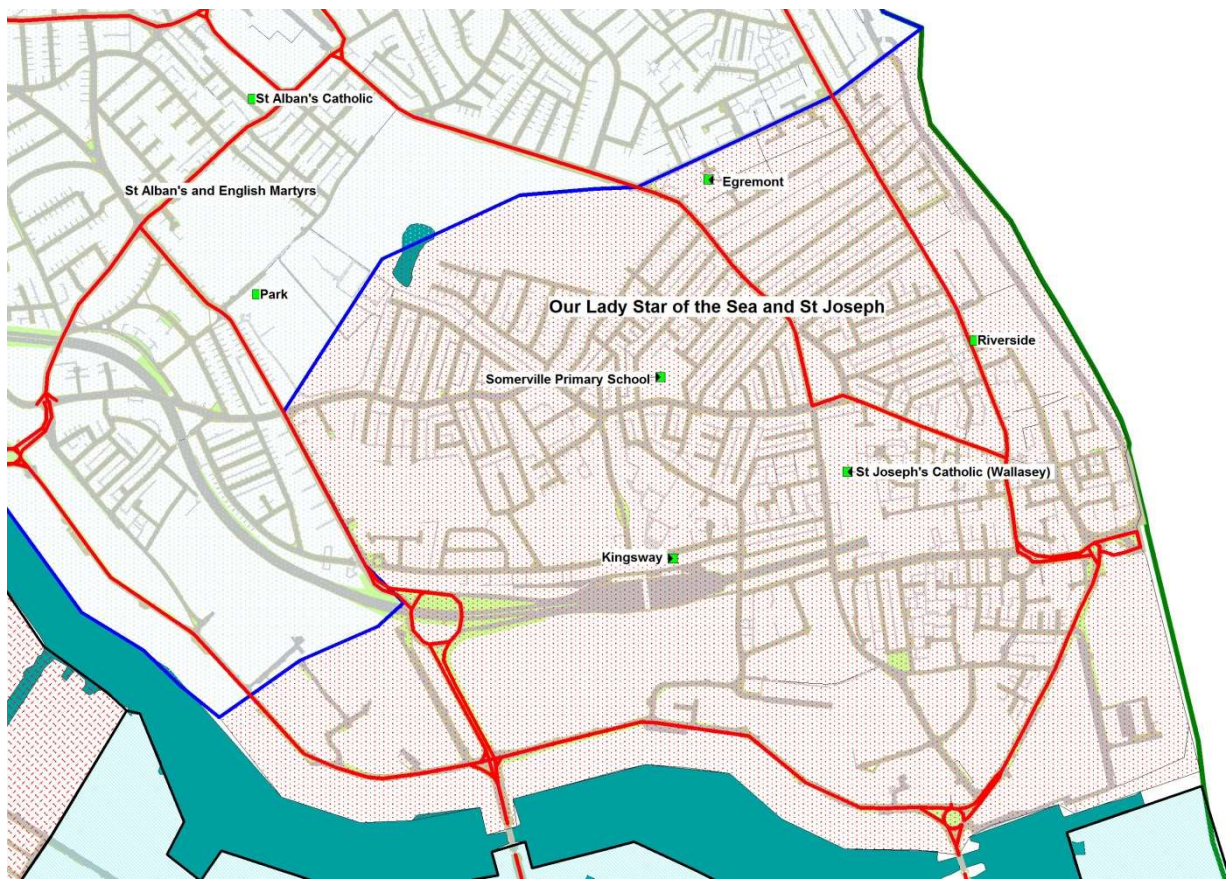 St Alban's Catholic
Egremont
St Alban's and English Martyrs
Park
Our Lady Star of the Sea and St Joseph
Riverside
Somerville Primary School
St Joseph's Catholic (Wallasey)
Kingsway